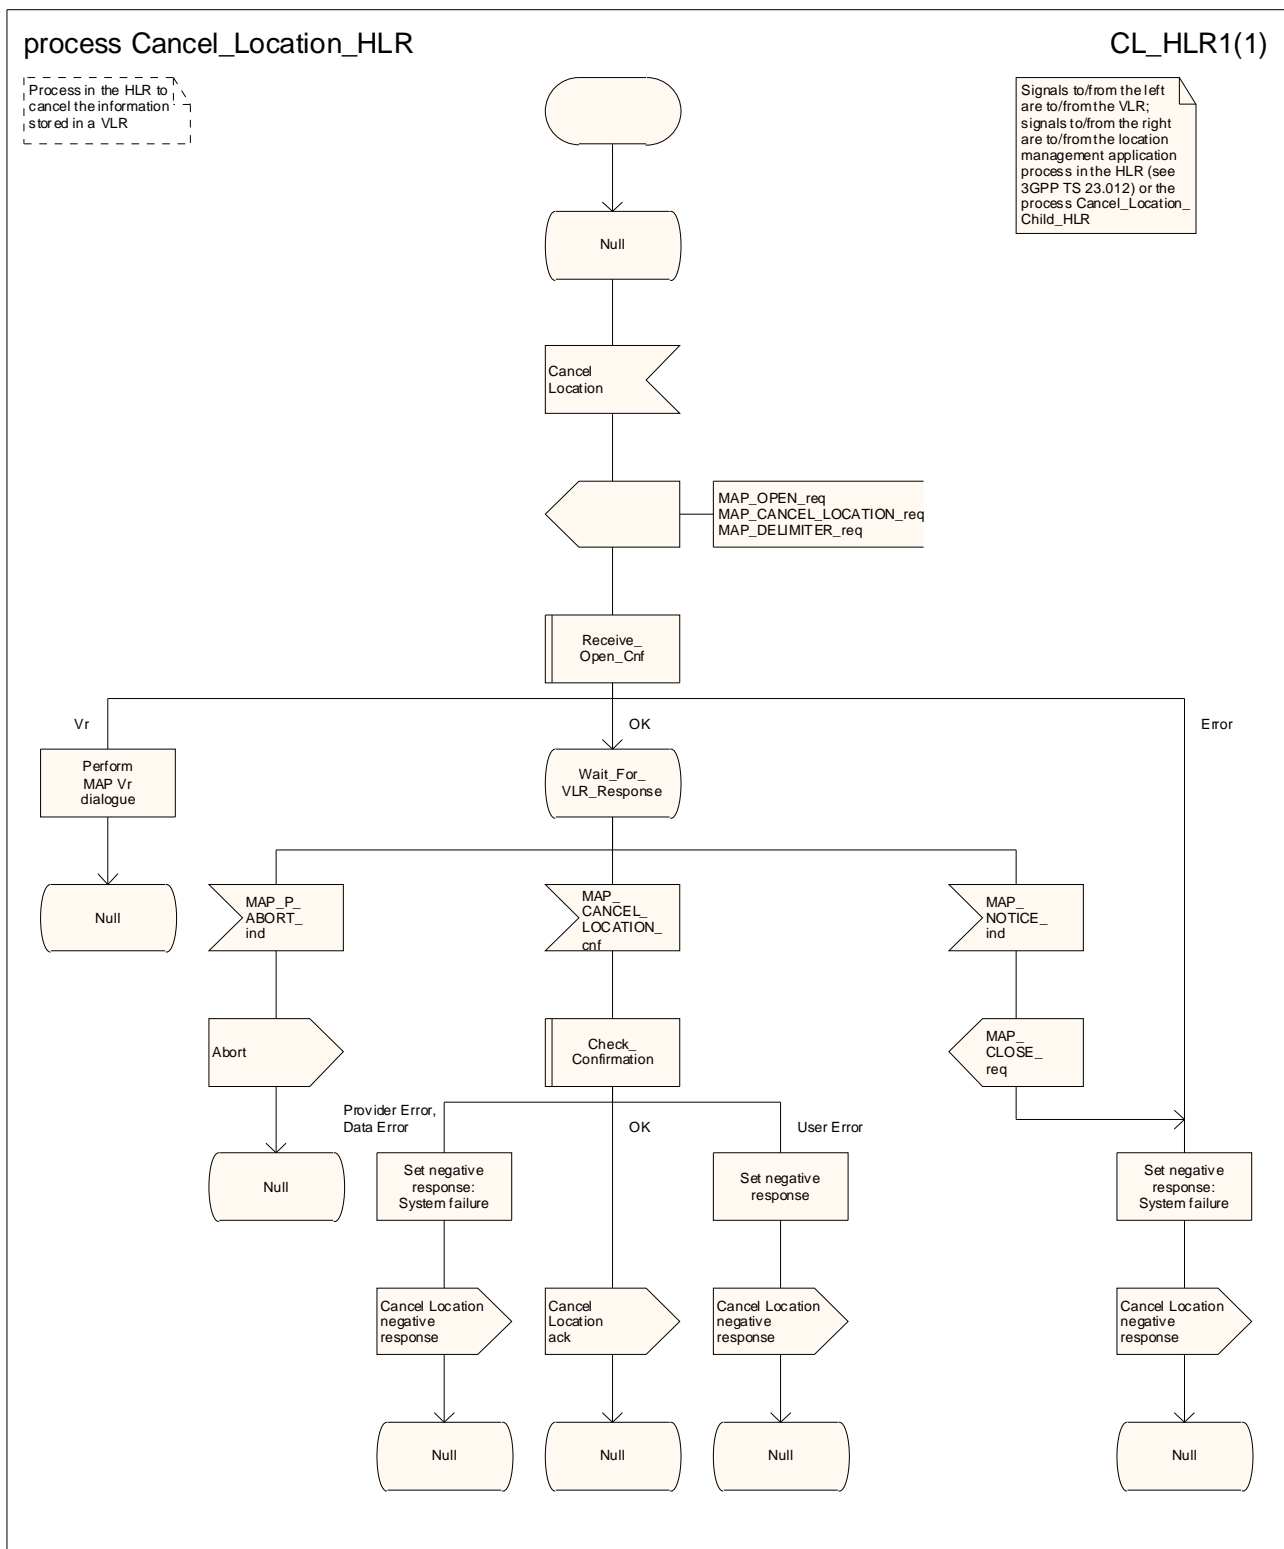 process Cancel_Location_HLR
CL_HLR1(1)
Process in the HLR to
cancel the information
stored in a VLR
Signals to/from the left
are to/from the VLR;
signals to/from the right
are to/from the location
management application
process in the HLR (see
3GPP TS 23.012) or the
process Cancel_Location_
Child_HLR
Null
Cancel
Location
MAP_OPEN_req
MAP_CANCEL_LOCATION_req
MAP_DELIMITER_req
Receive_
Open_Cnf
Vr
OK
Error
Perform
MAP Vr
dialogue
Wait_For_
VLR_Response
Null
MAP_P_
ABORT_
ind
MAP_
CANCEL_
LOCATION_
cnf
MAP_
NOTICE_
ind
Abort
Check_
Confirmation
MAP_
CLOSE_
req
Provider Error,
Data Error
OK
User Error
Null
Set negative
response:
System failure
Set negative
response
Set negative
response:
System failure
Cancel Location
negative
response
Cancel
Location
ack
Cancel Location
negative
response
Cancel Location
negative
response
Null
Null
Null
Null